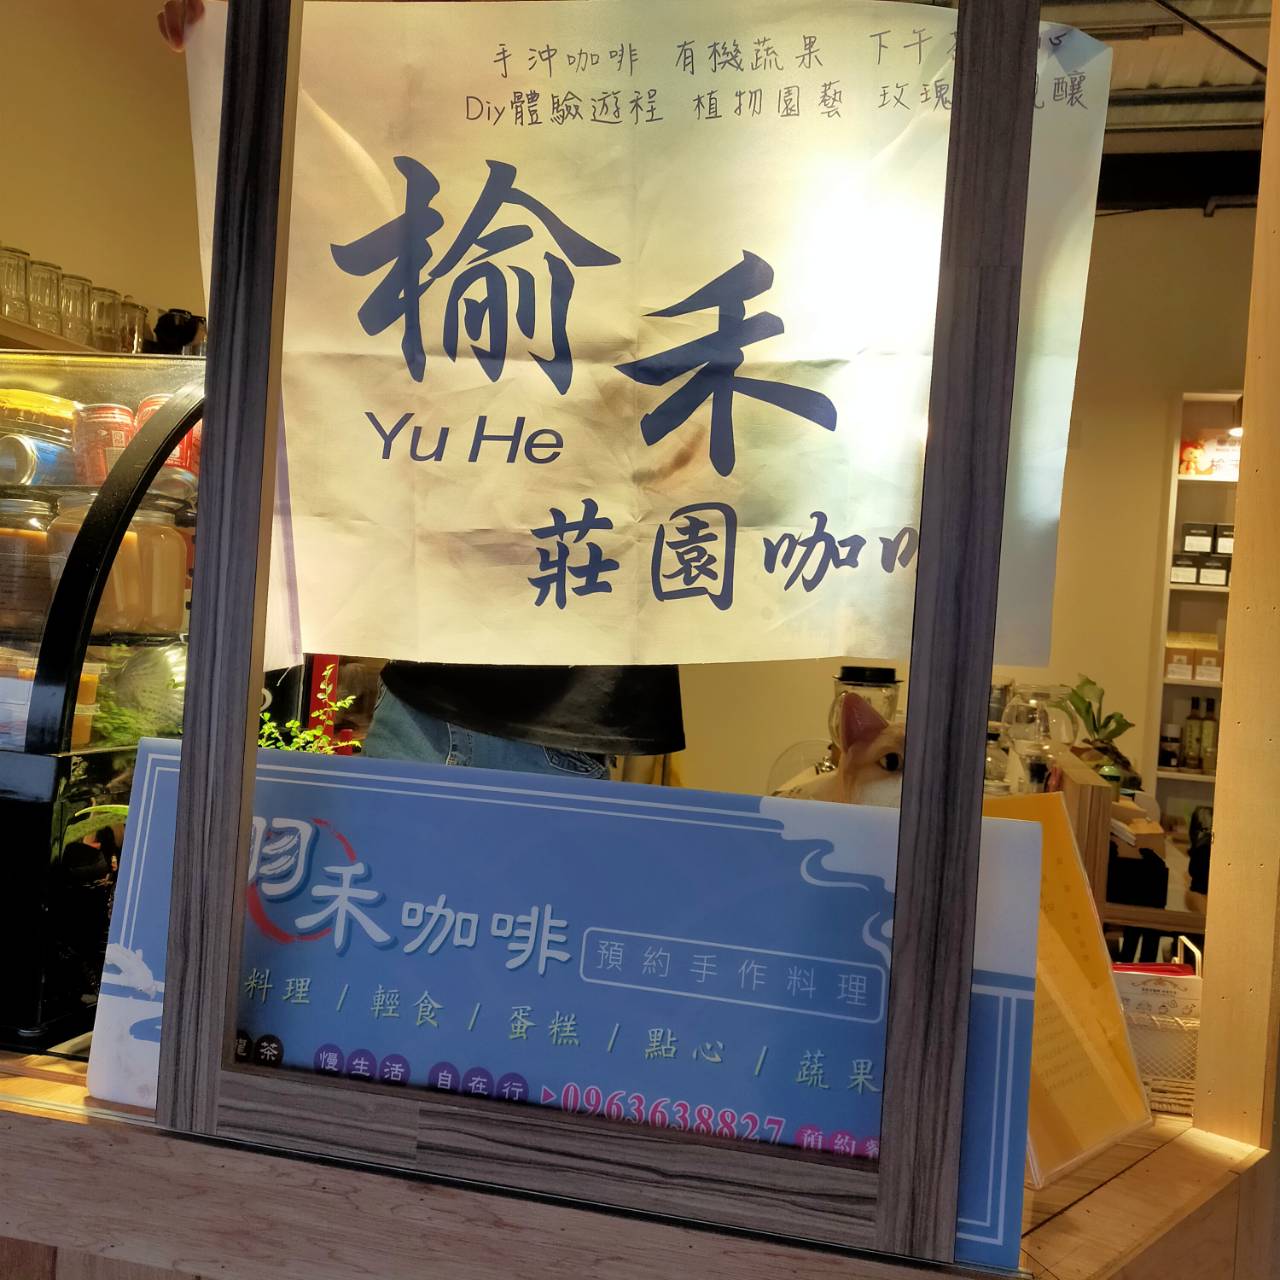 手沖咖啡 有機蔬果 下午
Diy體驗遊程 植物園藝 玫瑰 釀
榆禾
Yu He
莊園咖
禾咖啡 預約手作料理
料理 / 輕食 / 蛋糕 / 點心 / 蔬果
龍茶 慢生活 自在行 0963638827 預約